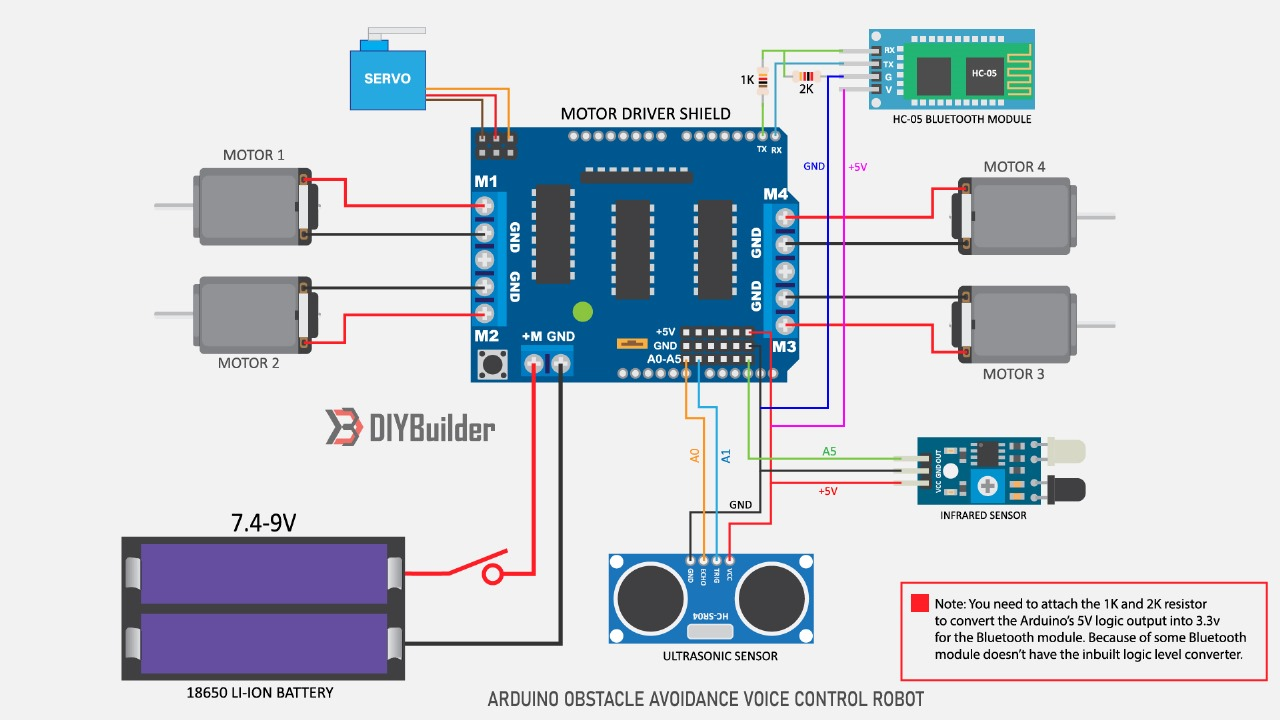 SERVO
1K
2K
RX
TX
G
V
HC-05
HC-05 BLUETOOTH MODULE
MOTOR DRIVER SHIELD
TX RX
MOTOR 1
M1
GND
GND
M2
MOTOR 2
GND
+5V
MOTOR 4
M4
GND
GND
M3
MOTOR 3
+5V
GND
A0-A5
+M GND
DIYBuilder
A0
A1
A5
GND
+5V
VCC GND OUT
INFRARED SENSOR
7.4-9V
18650 LI-ION BATTERY
GND
ECHO
TRIG
VCC
HC-SR04
ULTRASONIC SENSOR
Note: You need to attach the 1K and 2K resistor
to convert the Arduino's 5V logic output into 3.3v
for the Bluetooth module. Because of some Bluetooth
module doesn't have the inbuilt logic level converter.
ARDUINO OBSTACLE AVOIDANCE VOICE CONTROL ROBOT